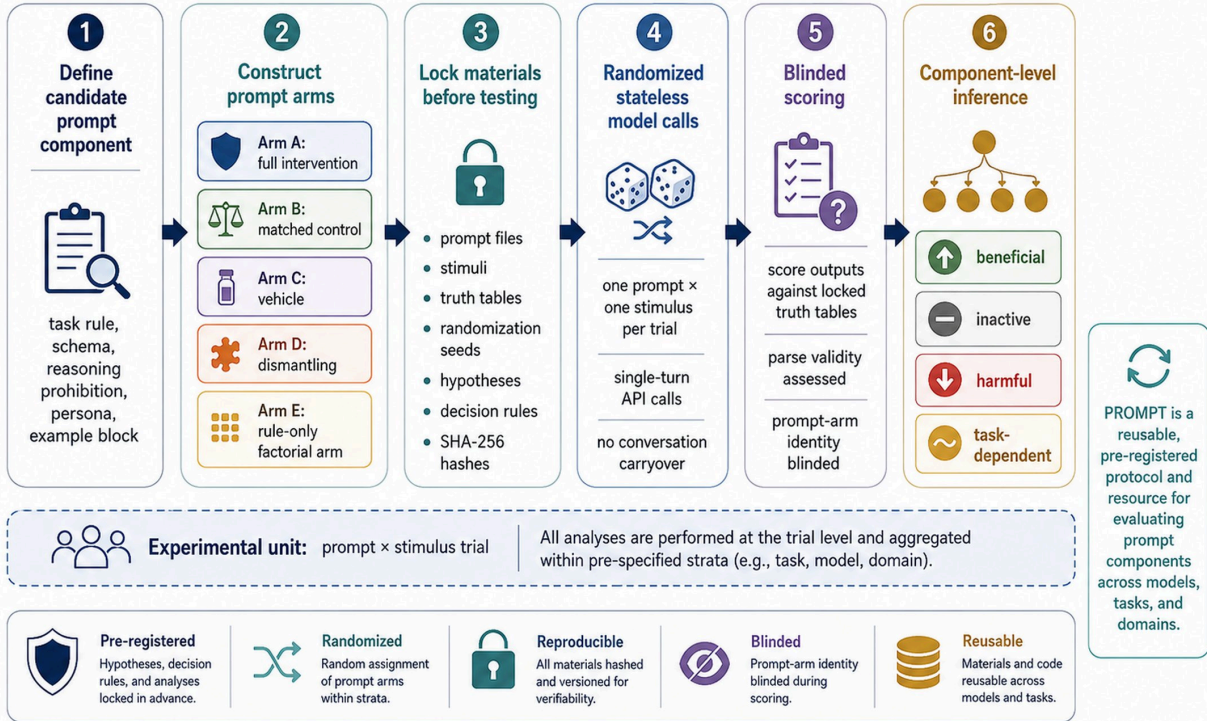 1
Define
candidate
prompt
component
task rule,
schema,
reasoning
prohibition,
persona,
example block
2
Construct
prompt arms
Arm A:
full intervention
Arm B:
matched control
Arm C:
vehicle
Arm D:
dismantling
Arm E:
rule-only
factorial arm
3
Lock materials
before testing
• prompt files
• stimuli
• truth tables
• randomization
seeds
• hypotheses
• decision rules
• SHA-256
hashes
4
Randomized
stateless
model calls
one prompt ×
one stimulus
per trial
single-turn
API calls
no conversation
carryover
5
Blinded
scoring
?
score outputs
against locked
truth tables
parse validity
assessed
prompt-arm
identity
blinded
6
Component-level
inference
beneficial
inactive
harmful
task-
dependent
PROMPT is a
reusable,
pre-registered
protocol and
resource for
evaluating
prompt
components
across models,
tasks, and
domains.
Experimental unit: prompt × stimulus trial
All analyses are performed at the trial level and aggregated
within pre-specified strata (e.g., task, model, domain).
Pre-registered
Hypotheses, decision
rules, and analyses
locked in advance.
Randomized
Random assignment
of prompt arms
within strata.
Reproducible
All materials hashed
and versioned for
verifiability.
Blinded
Prompt-arm identity
blinded during
scoring.
Reusable
Materials and code
reusable across
models and tasks.